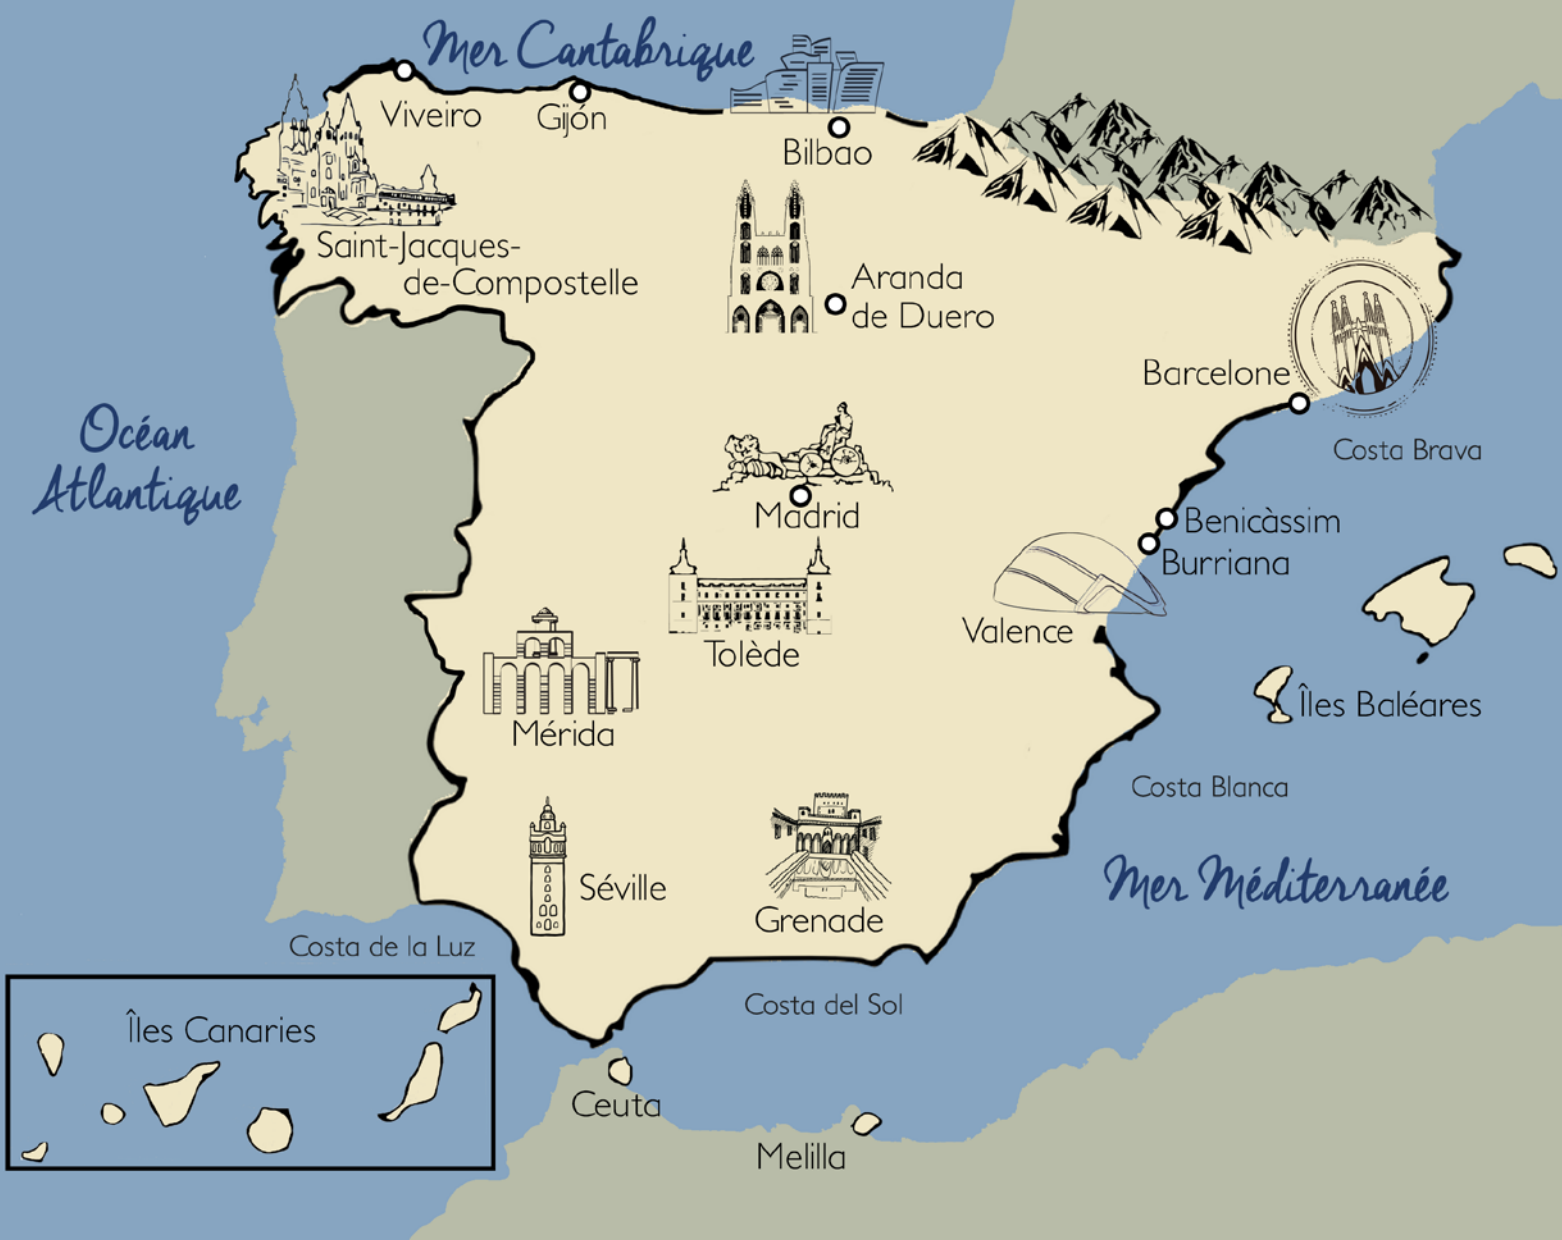 Mer Cantabrique
Viveiro
Gijón
Bilbao
Saint-Jacques-
de-Compostelle
Aranda
de Duero
Barcelone
Océan
Atlantique
Costa Brava
Madrid
Benicàssim
Burriana
Valence
Tolède
Îles Baléares
Mérida
Costa Blanca
Séville
Grenade
Mer Méditerranée
Costa de la Luz
Costa del Sol
Îles Canaries
Ceuta
Melilla